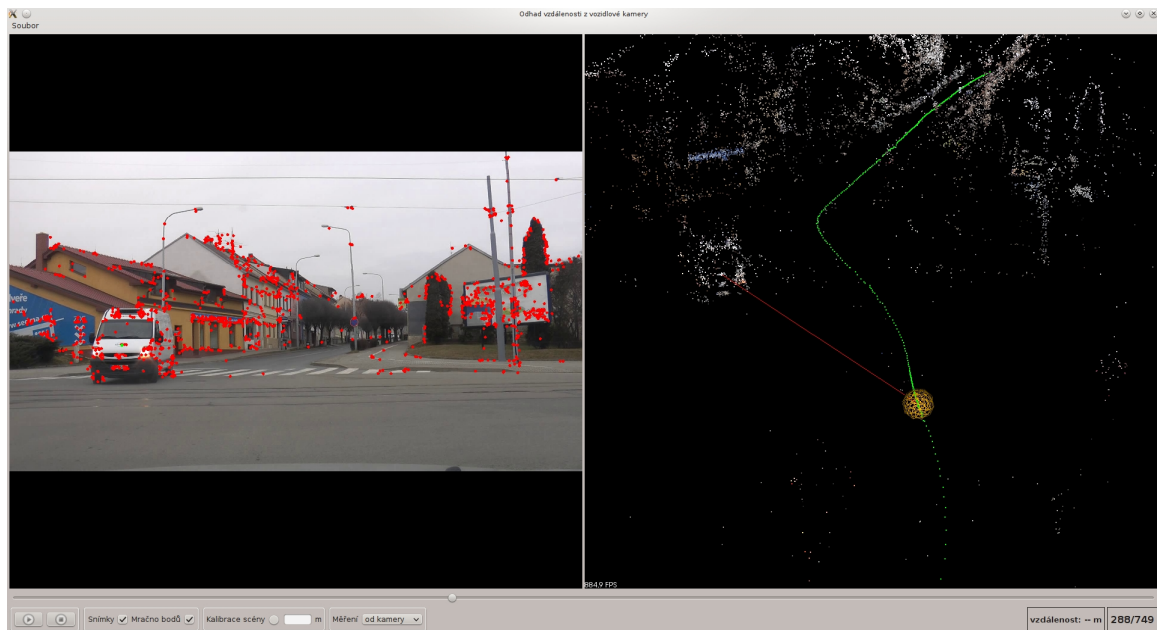 Odhad vzdálenosti z vozidlové kamery
Soubor
884.9 FPS
Snímky Mračno bodů Kalibrace scény m Měření od kamery vzdálenost: -- m 288/749